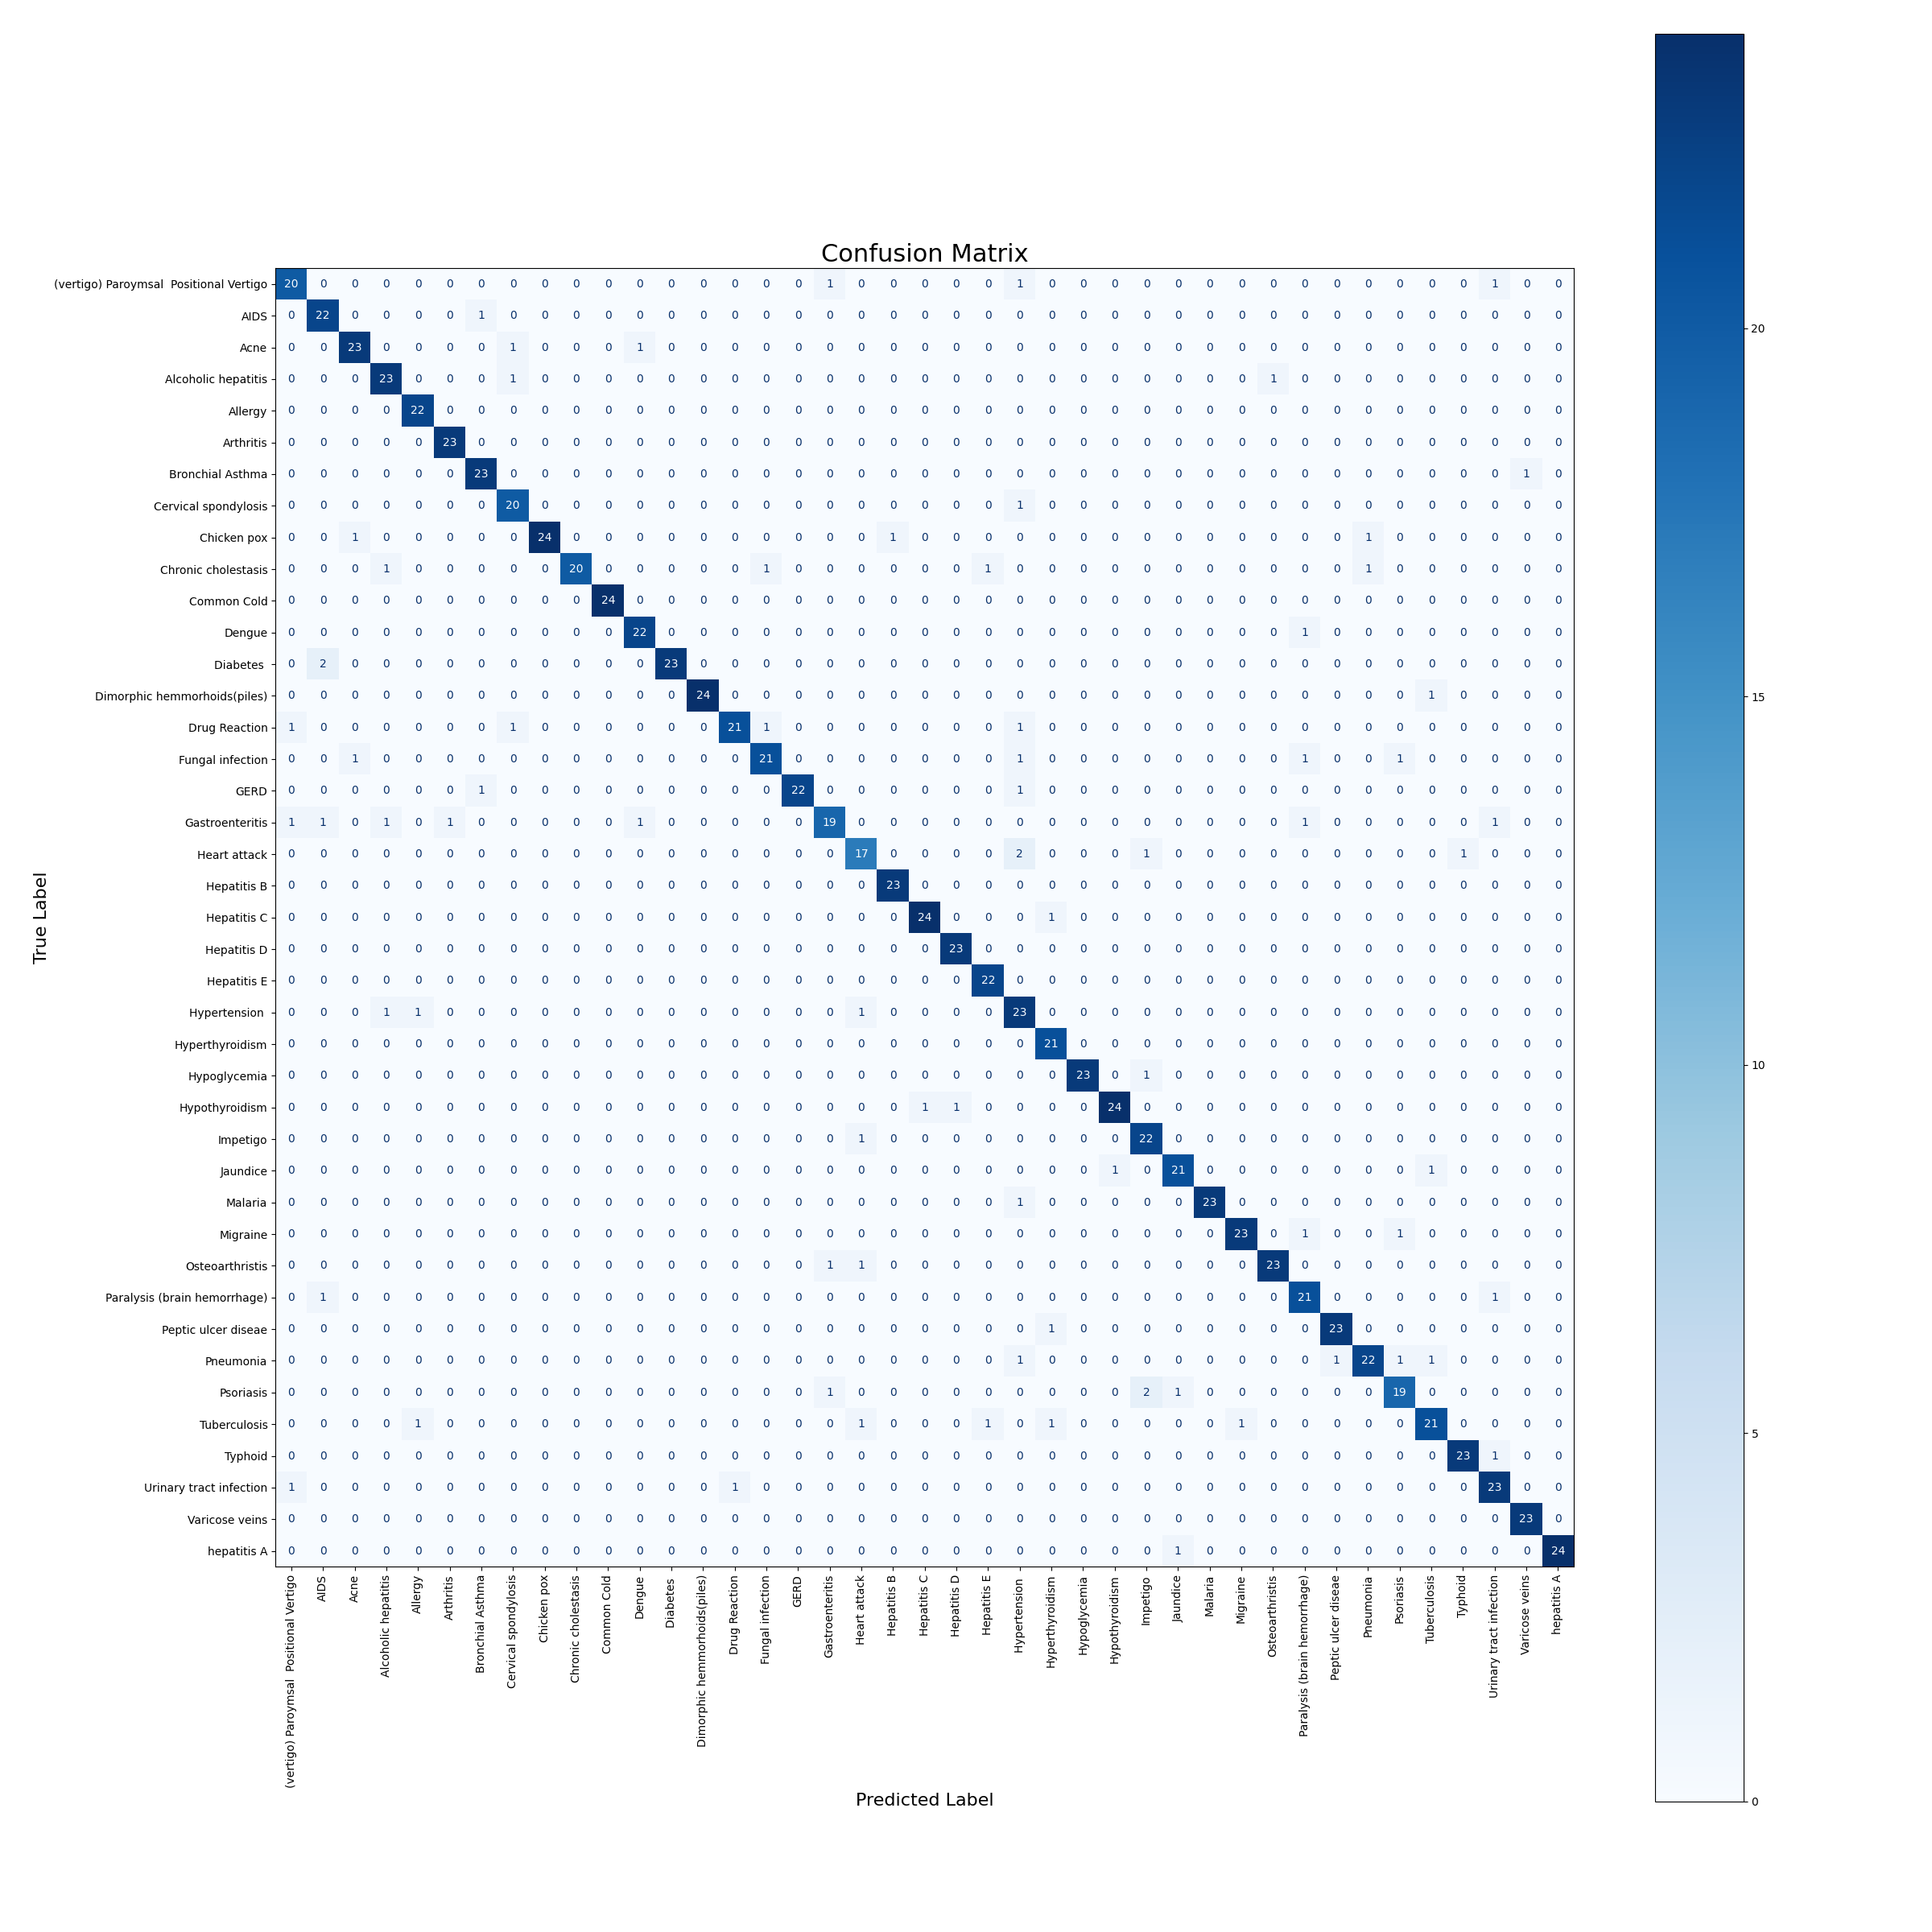 Confusion Matrix
(vertigo) Paroymsal  Positional Vertigo 20 0 0 0 0 0 0 0 0 0 0 0 0 0 0 0 0 1 0 0 0 0 0 1 0 0 0 0 0 0 0 0 0 0 0 0 0 0 1 0 0
AIDS 0 22 0 0 0 0 1 0 0 0 0 0 0 0 0 0 0 0 0 0 0 0 0 0 0 0 0 0 0 0 0 0 0 0 0 0 0 0 0 0 0
Acne 0 0 23 0 0 0 0 1 0 0 0 1 0 0 0 0 0 0 0 0 0 0 0 0 0 0 0 0 0 0 0 0 0 0 0 0 0 0 0 0 0
Alcoholic hepatitis 0 0 0 23 0 0 0 1 0 0 0 0 0 0 0 0 0 0 0 0 0 0 0 0 0 0 0 0 0 0 0 1 0 0 0 0 0 0 0 0 0
Allergy 0 0 0 0 22 0 0 0 0 0 0 0 0 0 0 0 0 0 0 0 0 0 0 0 0 0 0 0 0 0 0 0 0 0 0 0 0 0 0 0 0
Arthritis 0 0 0 0 0 23 0 0 0 0 0 0 0 0 0 0 0 0 0 0 0 0 0 0 0 0 0 0 0 0 0 0 0 0 0 0 0 0 0 0 0
Bronchial Asthma 0 0 0 0 0 0 23 0 0 0 0 0 0 0 0 0 0 0 0 0 0 0 0 0 0 0 0 0 0 0 0 0 0 0 0 0 0 0 0 1 0
Cervical spondylosis 0 0 0 0 0 0 0 20 0 0 0 0 0 0 0 0 0 0 0 0 0 0 0 1 0 0 0 0 0 0 0 0 0 0 0 0 0 0 0 0 0
Chicken pox 0 0 1 0 0 0 0 0 24 0 0 0 0 0 0 0 0 0 0 1 0 0 0 0 0 0 0 0 0 0 0 0 0 0 1 0 0 0 0 0 0
Chronic cholestasis 0 0 0 1 0 0 0 0 0 20 0 0 0 0 0 1 0 0 0 0 0 0 1 0 0 0 0 0 0 0 0 0 0 0 1 0 0 0 0 0 0
Common Cold 0 0 0 0 0 0 0 0 0 0 24 0 0 0 0 0 0 0 0 0 0 0 0 0 0 0 0 0 0 0 0 0 0 0 0 0 0 0 0 0 0
Dengue 0 0 0 0 0 0 0 0 0 0 0 22 0 0 0 0 0 0 0 0 0 0 0 0 0 0 0 0 0 0 0 0 1 0 0 0 0 0 0 0 0
Diabetes 0 2 0 0 0 0 0 0 0 0 0 0 23 0 0 0 0 0 0 0 0 0 0 0 0 0 0 0 0 0 0 0 0 0 0 0 0 0 0 0 0
Dimorphic hemmorhoids(piles) 0 0 0 0 0 0 0 0 0 0 0 0 0 24 0 0 0 0 0 0 0 0 0 0 0 0 0 0 0 0 0 0 0 0 0 0 1 0 0 0 0
Drug Reaction 1 0 0 0 0 0 0 1 0 0 0 0 0 0 21 1 0 0 0 0 0 0 0 1 0 0 0 0 0 0 0 0 0 0 0 0 0 0 0 0 0
Fungal infection 0 0 1 0 0 0 0 0 0 0 0 0 0 0 0 21 0 0 0 0 0 0 0 1 0 0 0 0 0 0 0 0 1 0 0 1 0 0 0 0 0
GERD 0 0 0 0 0 0 1 0 0 0 0 0 0 0 0 0 22 0 0 0 0 0 0 1 0 0 0 0 0 0 0 0 0 0 0 0 0 0 0 0 0
Gastroenteritis 1 1 0 1 0 1 0 0 0 0 0 1 0 0 0 0 0 19 0 0 0 0 0 0 0 0 0 0 0 0 0 0 1 0 0 0 0 0 1 0 0
Heart attack 0 0 0 0 0 0 0 0 0 0 0 0 0 0 0 0 0 0 17 0 0 0 0 2 0 0 0 1 0 0 0 0 0 0 0 0 0 1 0 0 0
Hepatitis B 0 0 0 0 0 0 0 0 0 0 0 0 0 0 0 0 0 0 0 23 0 0 0 0 0 0 0 0 0 0 0 0 0 0 0 0 0 0 0 0 0
Hepatitis C 0 0 0 0 0 0 0 0 0 0 0 0 0 0 0 0 0 0 0 0 24 0 0 0 1 0 0 0 0 0 0 0 0 0 0 0 0 0 0 0 0
Hepatitis D 0 0 0 0 0 0 0 0 0 0 0 0 0 0 0 0 0 0 0 0 0 23 0 0 0 0 0 0 0 0 0 0 0 0 0 0 0 0 0 0 0
Hepatitis E 0 0 0 0 0 0 0 0 0 0 0 0 0 0 0 0 0 0 0 0 0 0 22 0 0 0 0 0 0 0 0 0 0 0 0 0 0 0 0 0 0
Hypertension 0 0 0 1 1 0 0 0 0 0 0 0 0 0 0 0 0 0 1 0 0 0 0 23 0 0 0 0 0 0 0 0 0 0 0 0 0 0 0 0 0
Hyperthyroidism 0 0 0 0 0 0 0 0 0 0 0 0 0 0 0 0 0 0 0 0 0 0 0 0 21 0 0 0 0 0 0 0 0 0 0 0 0 0 0 0 0
Hypoglycemia 0 0 0 0 0 0 0 0 0 0 0 0 0 0 0 0 0 0 0 0 0 0 0 0 0 23 0 1 0 0 0 0 0 0 0 0 0 0 0 0 0
Hypothyroidism 0 0 0 0 0 0 0 0 0 0 0 0 0 0 0 0 0 0 0 0 1 1 0 0 0 0 24 0 0 0 0 0 0 0 0 0 0 0 0 0 0
Impetigo 0 0 0 0 0 0 0 0 0 0 0 0 0 0 0 0 0 0 1 0 0 0 0 0 0 0 0 22 0 0 0 0 0 0 0 0 0 0 0 0 0
Jaundice 0 0 0 0 0 0 0 0 0 0 0 0 0 0 0 0 0 0 0 0 0 0 0 0 0 0 1 0 21 0 0 0 0 0 0 0 1 0 0 0 0
Malaria 0 0 0 0 0 0 0 0 0 0 0 0 0 0 0 0 0 0 0 0 0 0 0 1 0 0 0 0 0 23 0 0 0 0 0 0 0 0 0 0 0
Migraine 0 0 0 0 0 0 0 0 0 0 0 0 0 0 0 0 0 0 0 0 0 0 0 0 0 0 0 0 0 0 23 0 1 0 0 1 0 0 0 0 0
Osteoarthristis 0 0 0 0 0 0 0 0 0 0 0 0 0 0 0 0 0 1 1 0 0 0 0 0 0 0 0 0 0 0 0 23 0 0 0 0 0 0 0 0 0
Paralysis (brain hemorrhage) 0 1 0 0 0 0 0 0 0 0 0 0 0 0 0 0 0 0 0 0 0 0 0 0 0 0 0 0 0 0 0 0 21 0 0 0 0 0 1 0 0
Peptic ulcer diseae 0 0 0 0 0 0 0 0 0 0 0 0 0 0 0 0 0 0 0 0 0 0 0 0 1 0 0 0 0 0 0 0 0 23 0 0 0 0 0 0 0
Pneumonia 0 0 0 0 0 0 0 0 0 0 0 0 0 0 0 0 0 0 0 0 0 0 0 1 0 0 0 0 0 0 0 0 0 1 22 1 1 0 0 0 0
Psoriasis 0 0 0 0 0 0 0 0 0 0 0 0 0 0 0 0 0 1 0 0 0 0 0 0 0 0 0 2 1 0 0 0 0 0 0 19 0 0 0 0 0
Tuberculosis 0 0 0 0 1 0 0 0 0 0 0 0 0 0 0 0 0 0 1 0 0 0 1 0 1 0 0 0 0 0 1 0 0 0 0 0 21 0 0 0 0
Typhoid 0 0 0 0 0 0 0 0 0 0 0 0 0 0 0 0 0 0 0 0 0 0 0 0 0 0 0 0 0 0 0 0 0 0 0 0 0 23 1 0 0
Urinary tract infection 1 0 0 0 0 0 0 0 0 0 0 0 0 0 1 0 0 0 0 0 0 0 0 0 0 0 0 0 0 0 0 0 0 0 0 0 0 0 23 0 0
Varicose veins 0 0 0 0 0 0 0 0 0 0 0 0 0 0 0 0 0 0 0 0 0 0 0 0 0 0 0 0 0 0 0 0 0 0 0 0 0 0 0 23 0
hepatitis A 0 0 0 0 0 0 0 0 0 0 0 0 0 0 0 0 0 0 0 0 0 0 0 0 0 0 0 0 1 0 0 0 0 0 0 0 0 0 0 0 24
True Label
(vertigo) Paroymsal  Positional Vertigo
AIDS
Acne
Alcoholic hepatitis
Allergy
Arthritis
Bronchial Asthma
Cervical spondylosis
Chicken pox
Chronic cholestasis
Common Cold
Dengue
Diabetes
Dimorphic hemmorhoids(piles)
Drug Reaction
Fungal infection
GERD
Gastroenteritis
Heart attack
Hepatitis B
Hepatitis C
Hepatitis D
Hepatitis E
Hypertension
Hyperthyroidism
Hypoglycemia
Hypothyroidism
Impetigo
Jaundice
Malaria
Migraine
Osteoarthristis
Paralysis (brain hemorrhage)
Peptic ulcer diseae
Pneumonia
Psoriasis
Tuberculosis
Typhoid
Urinary tract infection
Varicose veins
hepatitis A
Predicted Label
20
15
10
5
0